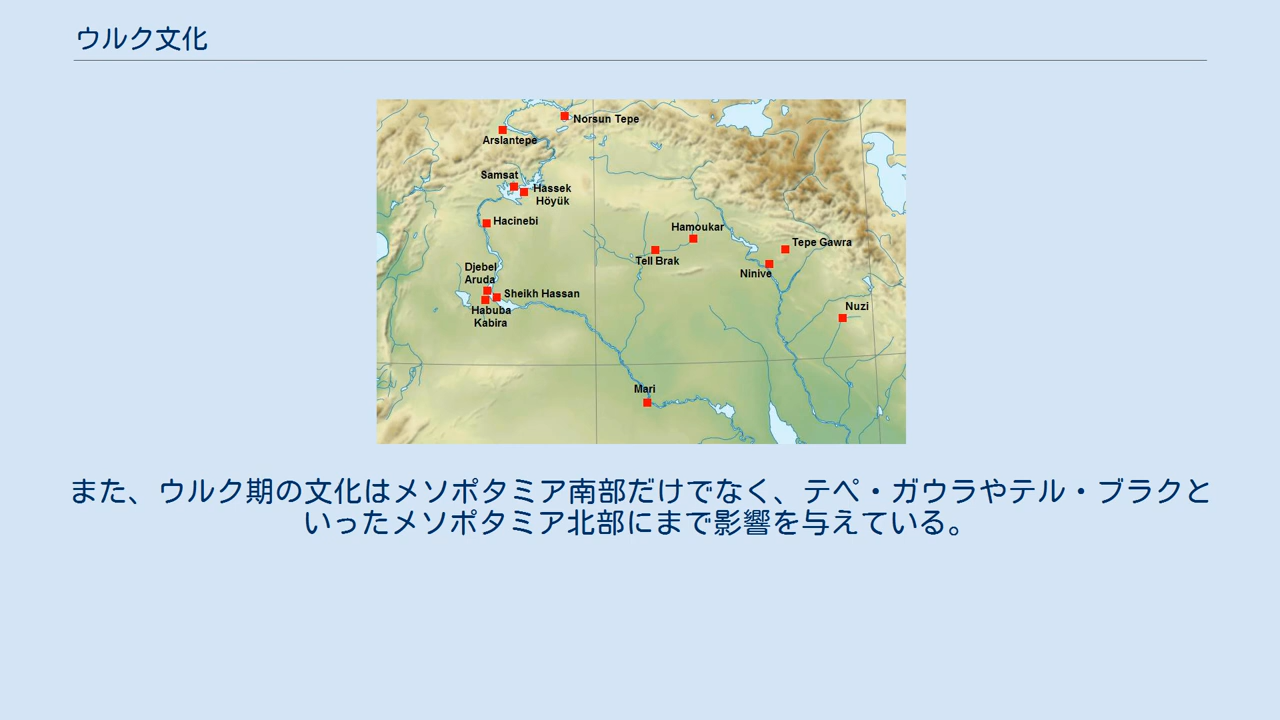 ウルク文化
Norsun Tepe
Arslantepe
Samsat
Hassek
Höyük
Hacinebi
Hamoukar
Tepe Gawra
Tell Brak
Ninive
Djebel
Aruda
Sheikh Hassan
Habuba
Kabira
Nuzi
Mari
また、ウルク期の文化はメソポタミア南部だけでなく、テペ・ガウラやテル・ブラクと
いったメソポタミア北部にまで影響を与えている。